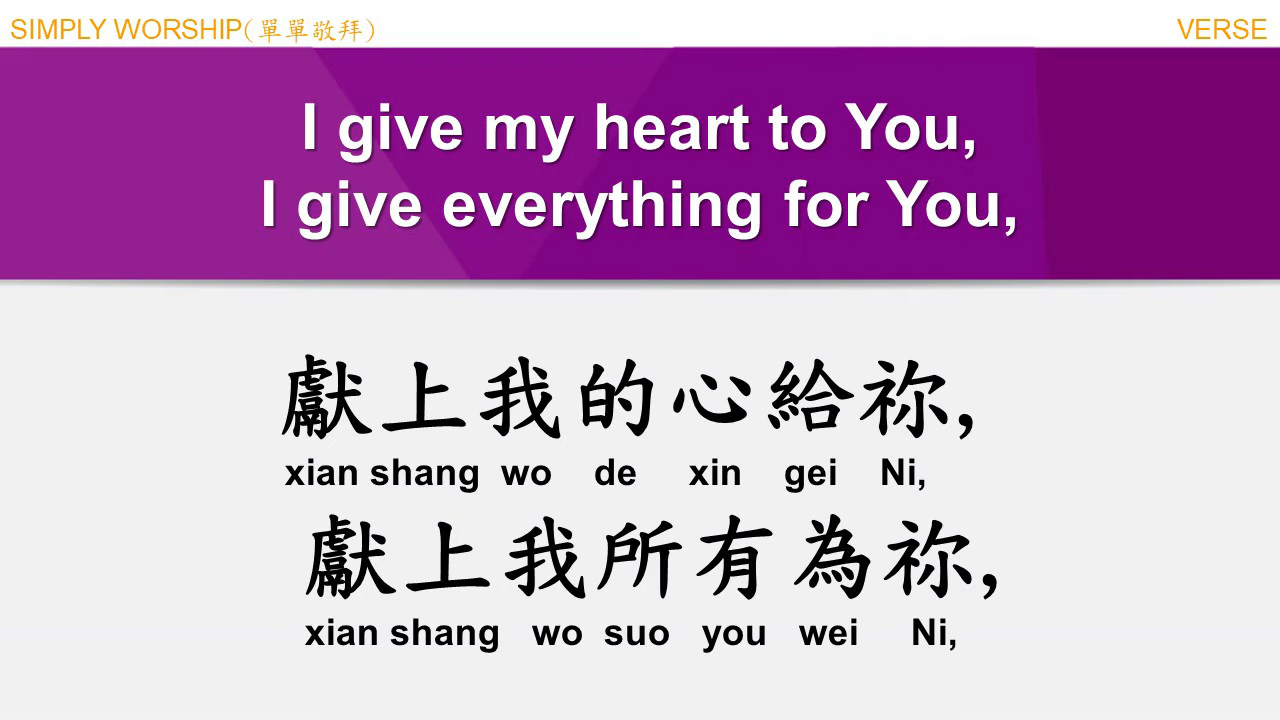 SIMPLY WORSHIP(單單敬拜)
VERSE
I give my heart to You,
I give everything for You,
獻上我的心給祢,
xian shang wo de xin gei Ni,
獻上我所有為祢,
xian shang wo suo you wei Ni,